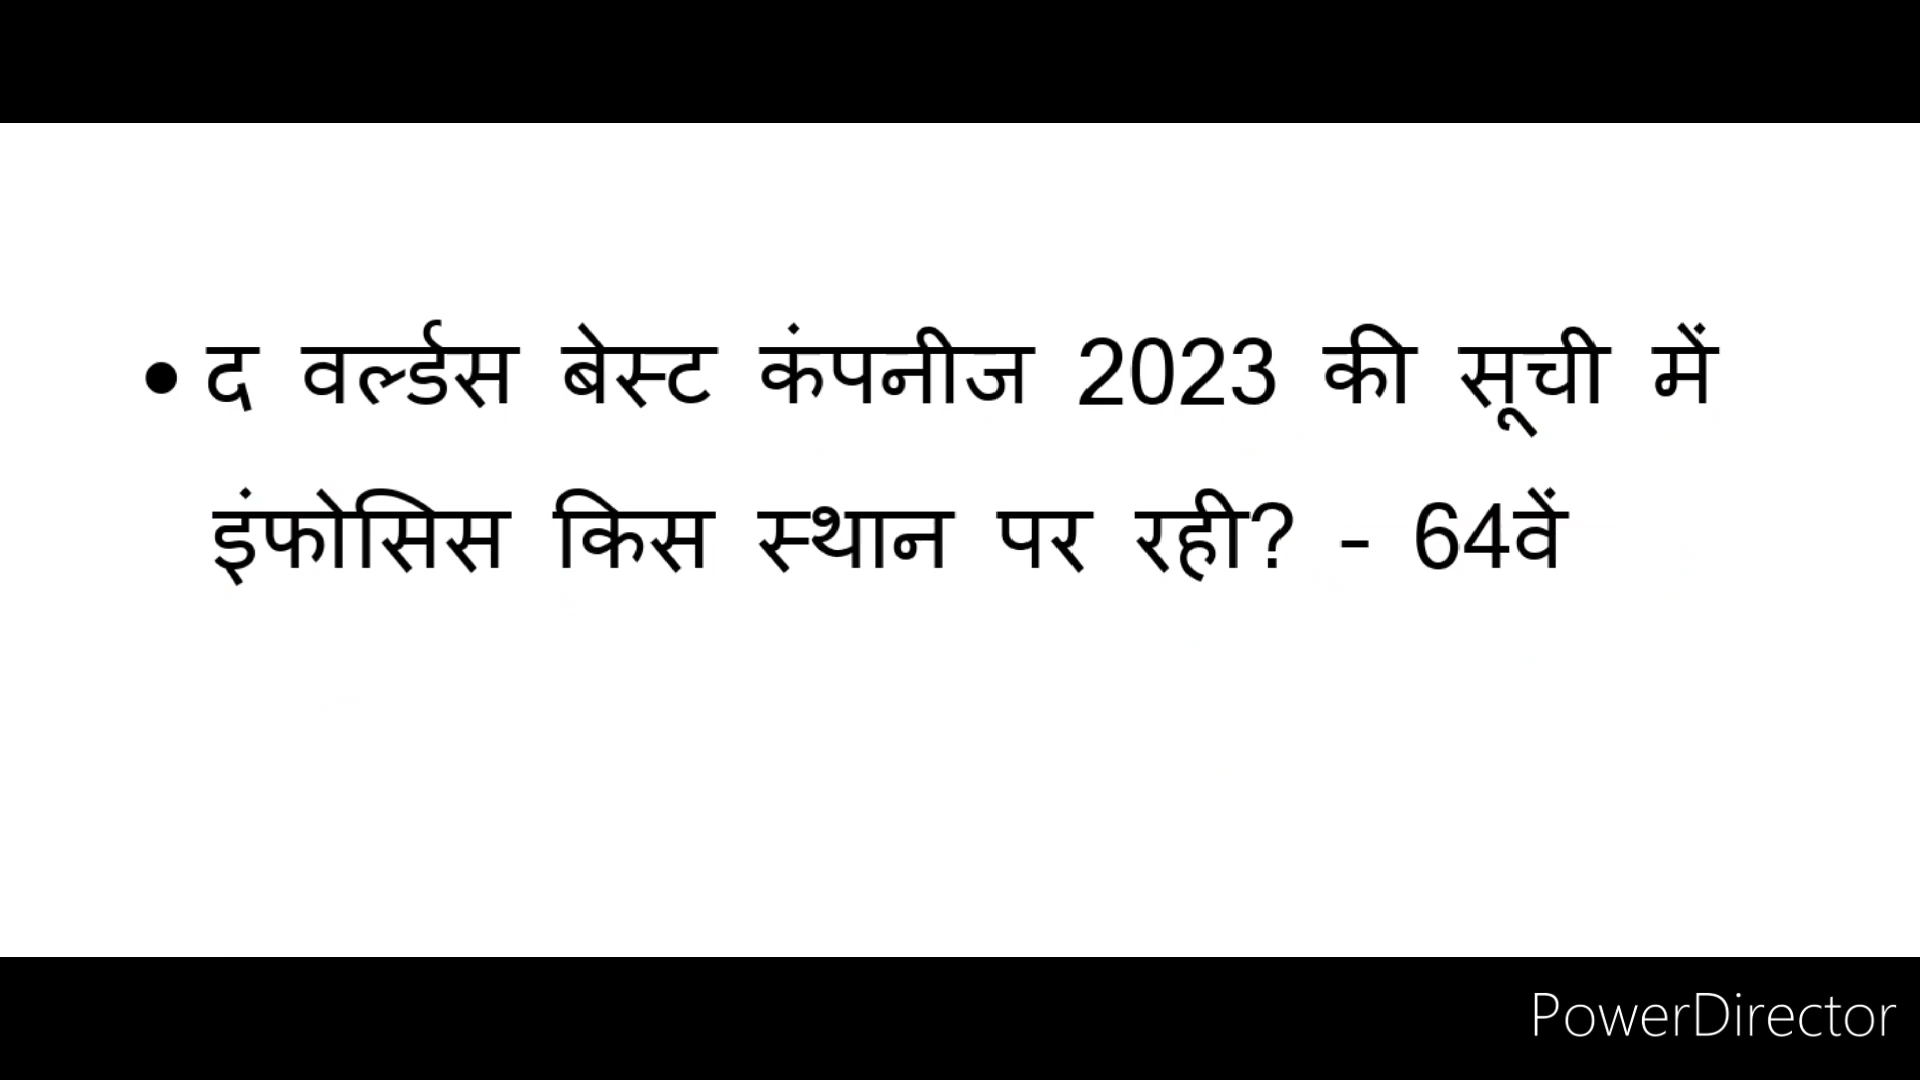 • द वर्ल्डस बेस्ट कंपनीज 2023 की सूची में
इंफोसिस किस स्थान पर रही? - 64वें
PowerDirector